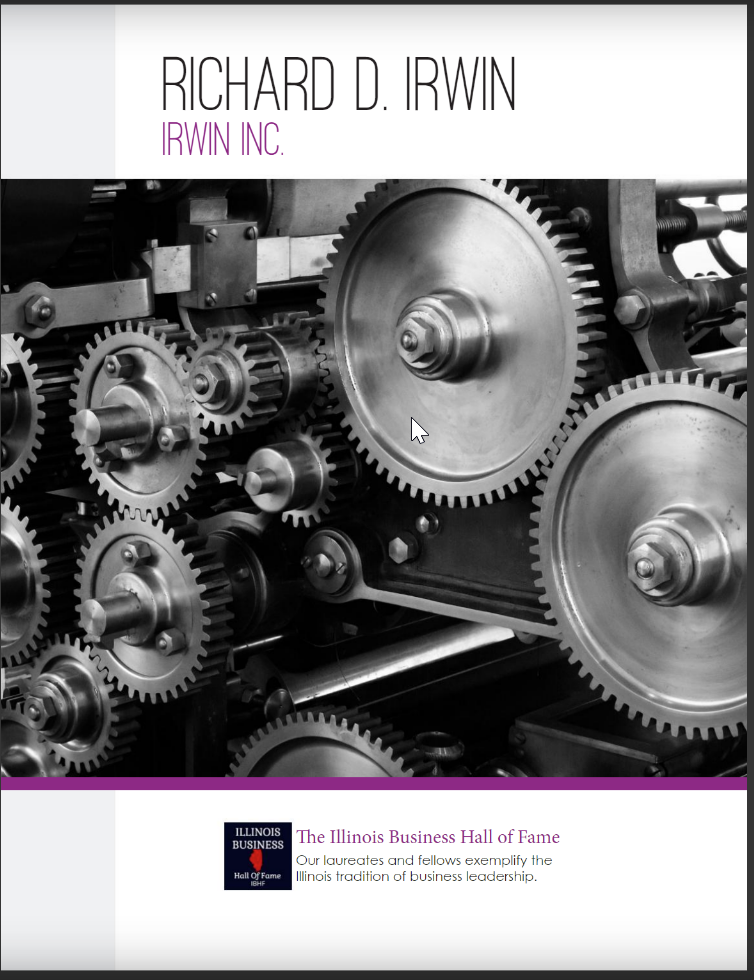 RICHARD D. IRWIN
IRWIN INC.
ILLINOIS
BUSINESS
Hall Of Fame
IBHF
The Illinois Business Hall of Fame
Our laureates and fellows exemplify the
Illinois tradition of business leadership.